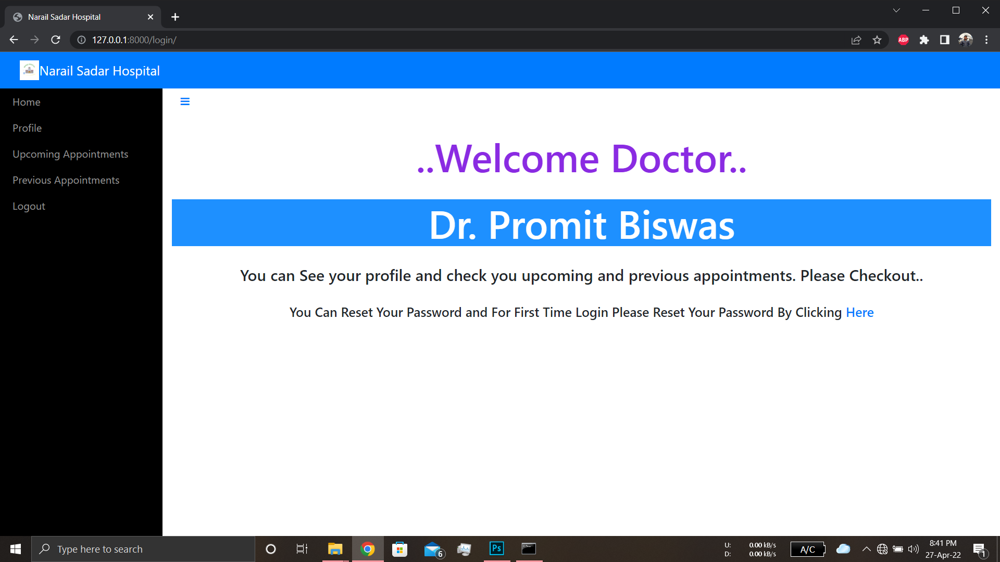 Narail Sadar Hospital
127.0.0.1:8000/login/
ABP
Narail Sadar Hospital
Home
Profile
Upcoming Appointments
Previous Appointments
Logout
..Welcome Doctor..
Dr. Promit Biswas
You can See your profile and check you upcoming and previous appointments. Please Checkout..
You Can Reset Your Password and For First Time Login Please Reset Your Password By Clicking Here
Type here to search
6
Ps
U: 0.00 kB/s
D: 0.00 kB/s
A/C
8:41 PM
27-Apr-22
1